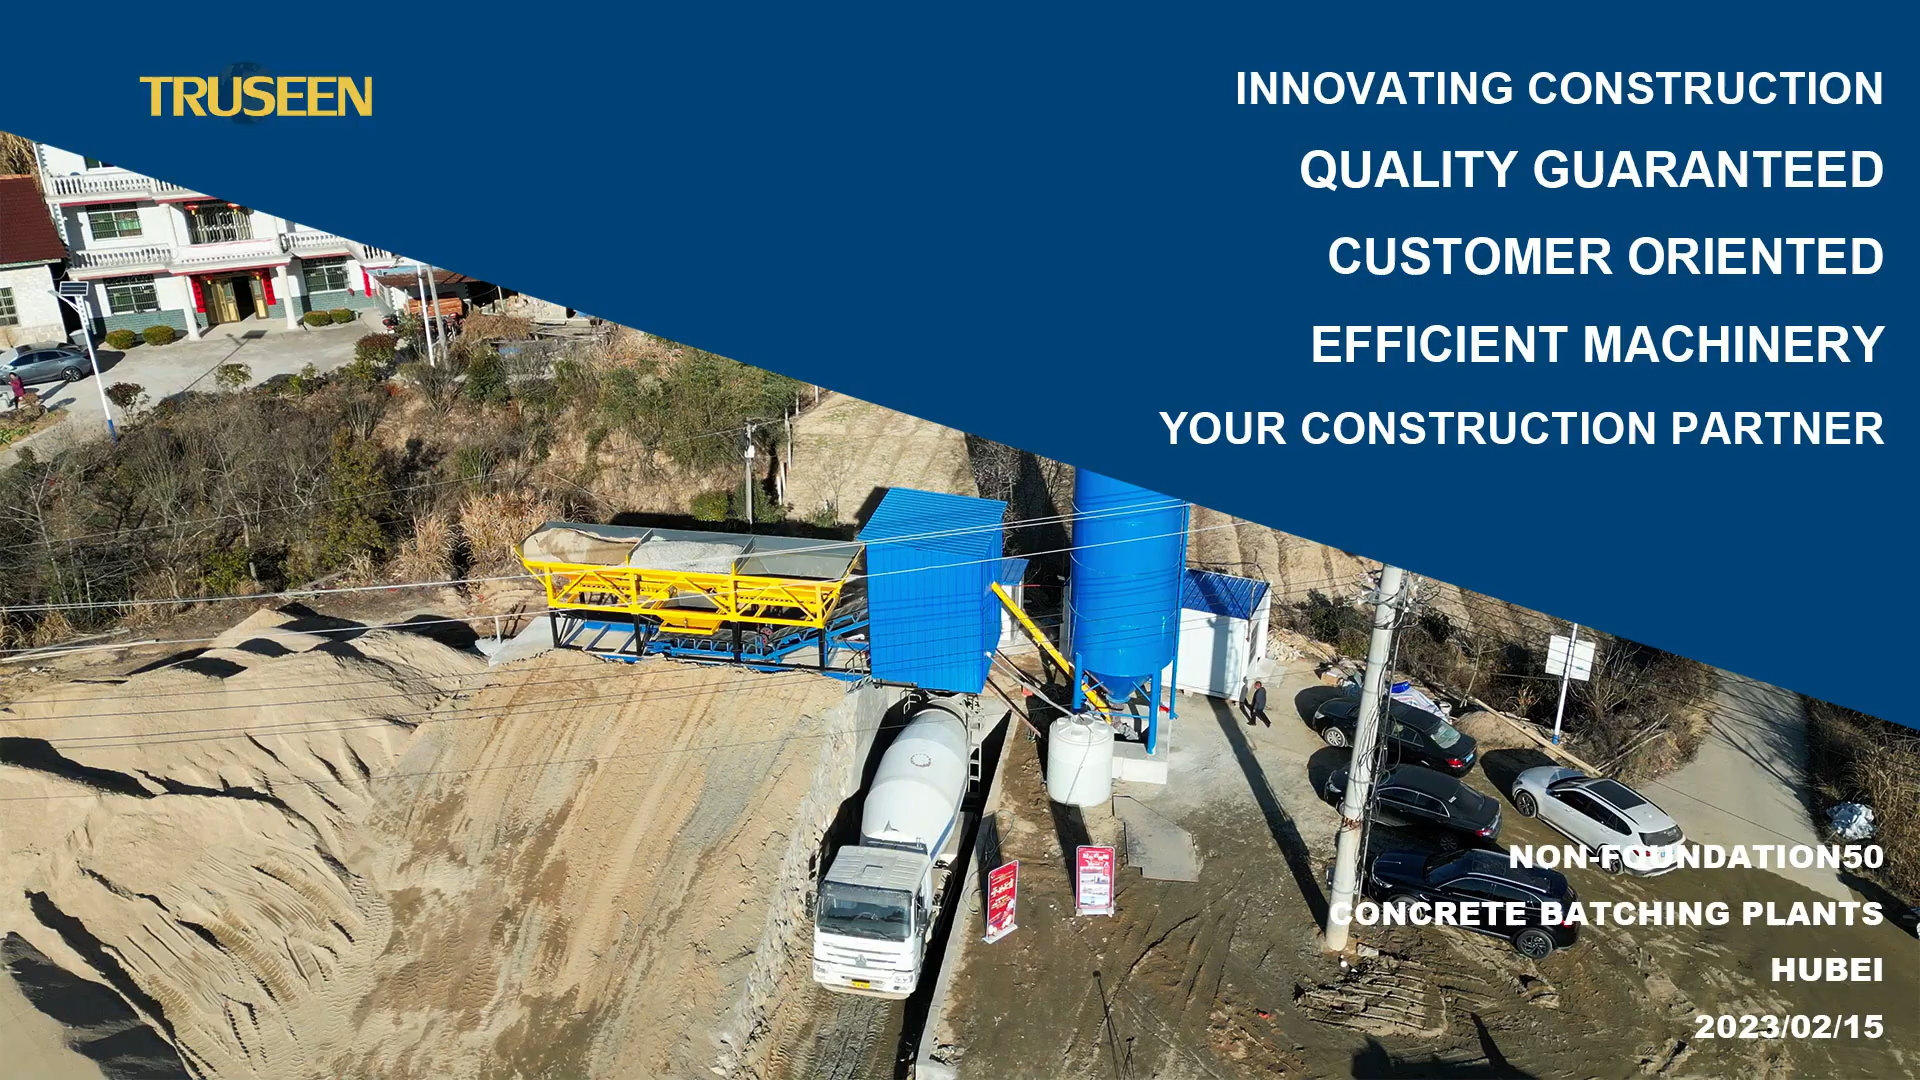 TRUSEEN
INNOVATING CONSTRUCTION
QUALITY GUARANTEED
CUSTOMER ORIENTED
EFFICIENT MACHINERY
YOUR CONSTRUCTION PARTNER
NON-FOUNDATION50
CONCRETE BATCHING PLANTS
HUBEI
2023/02/15